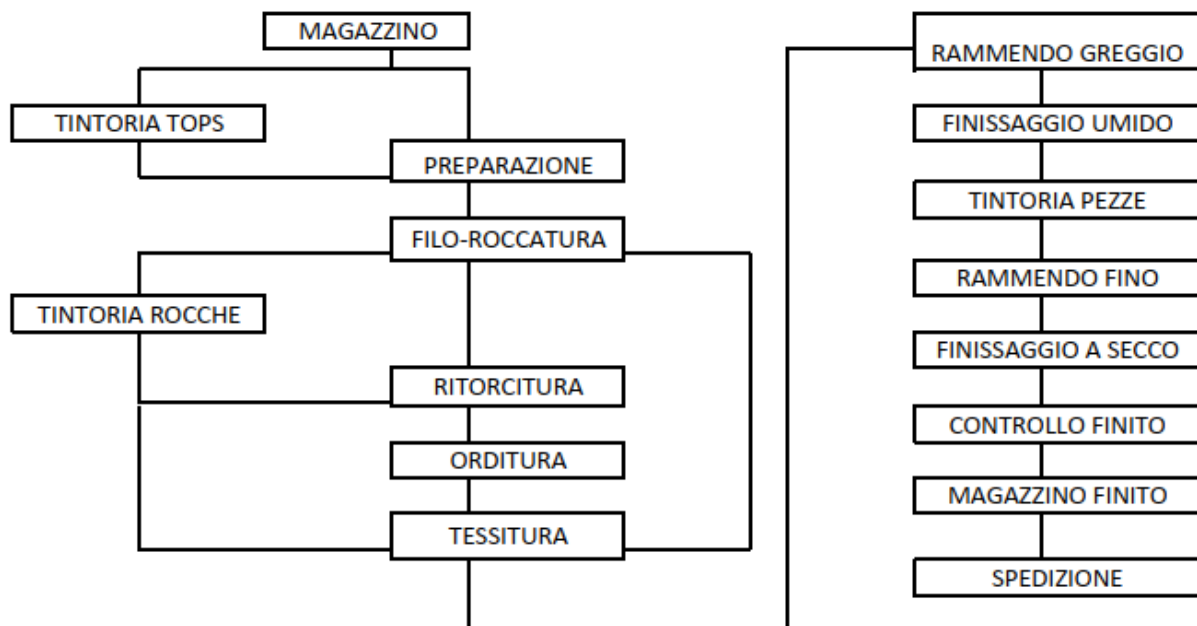 MAGAZZINO
TINTORIA TOPS
PREPARAZIONE
FILO-ROCCATURA
TINTORIA ROCCHE
RITORCITURA
ORDITURA
TESSITURA
RAMMENDO GREGGIO
FINISSAGGIO UMIDO
TINTORIA PEZZE
RAMMENDO FINO
FINISSAGGIO A SECCO
CONTROLLO FINITO
MAGAZZINO FINITO
SPEDIZIONE